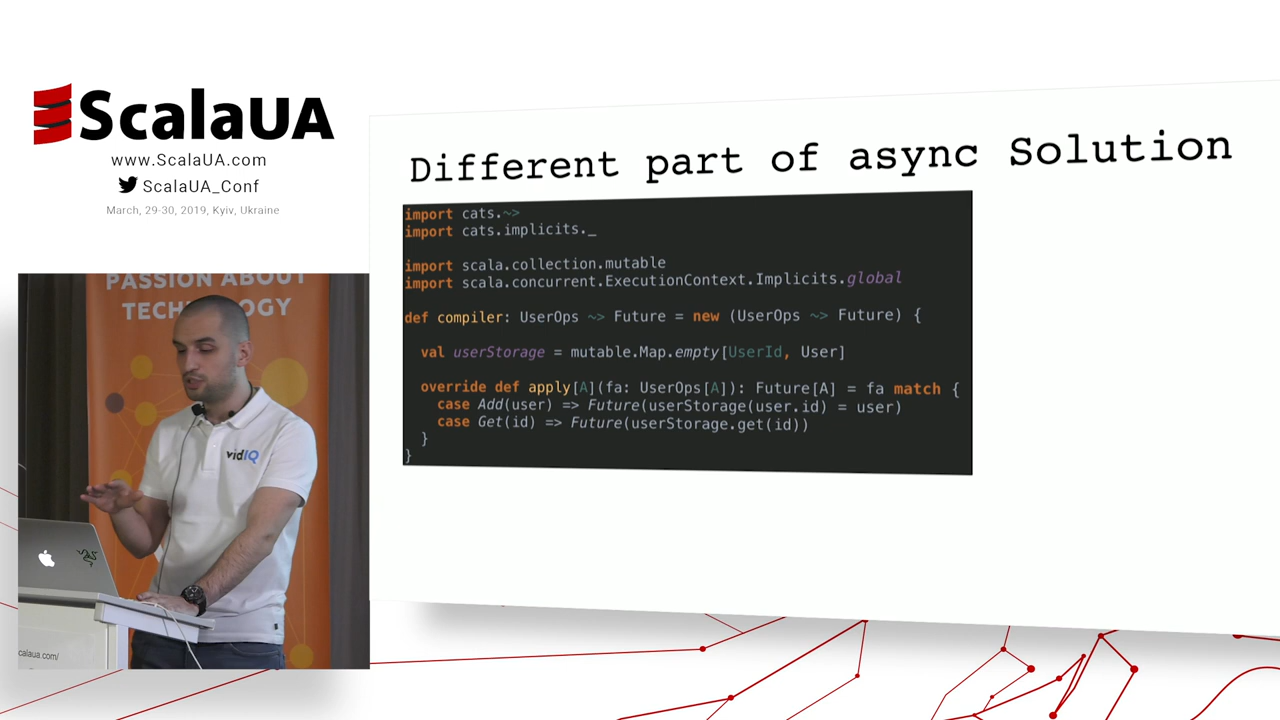 ScalaUA
www.ScalaUA.com
ScalaUA_Conf
March, 29-30, 2019, Kyiv, Ukraine
Different part of async Solution
import cats.~>
import cats.implicits._
import scala.collection.mutable
import scala.concurrent.ExecutionContext.Implicits.global
def compiler: UserOps ~> Future = new (UserOps ~> Future) {
val userStorage = mutable.Map.empty[UserId, User]
override def apply[A](fa: UserOps[A]): Future[A] = fa match {
case Add(user) => Future(userStorage(user.id) = user)
case Get(id) => Future(userStorage.get(id))
}
}
PASSION ABOUT
vidIQ
calaua.com/